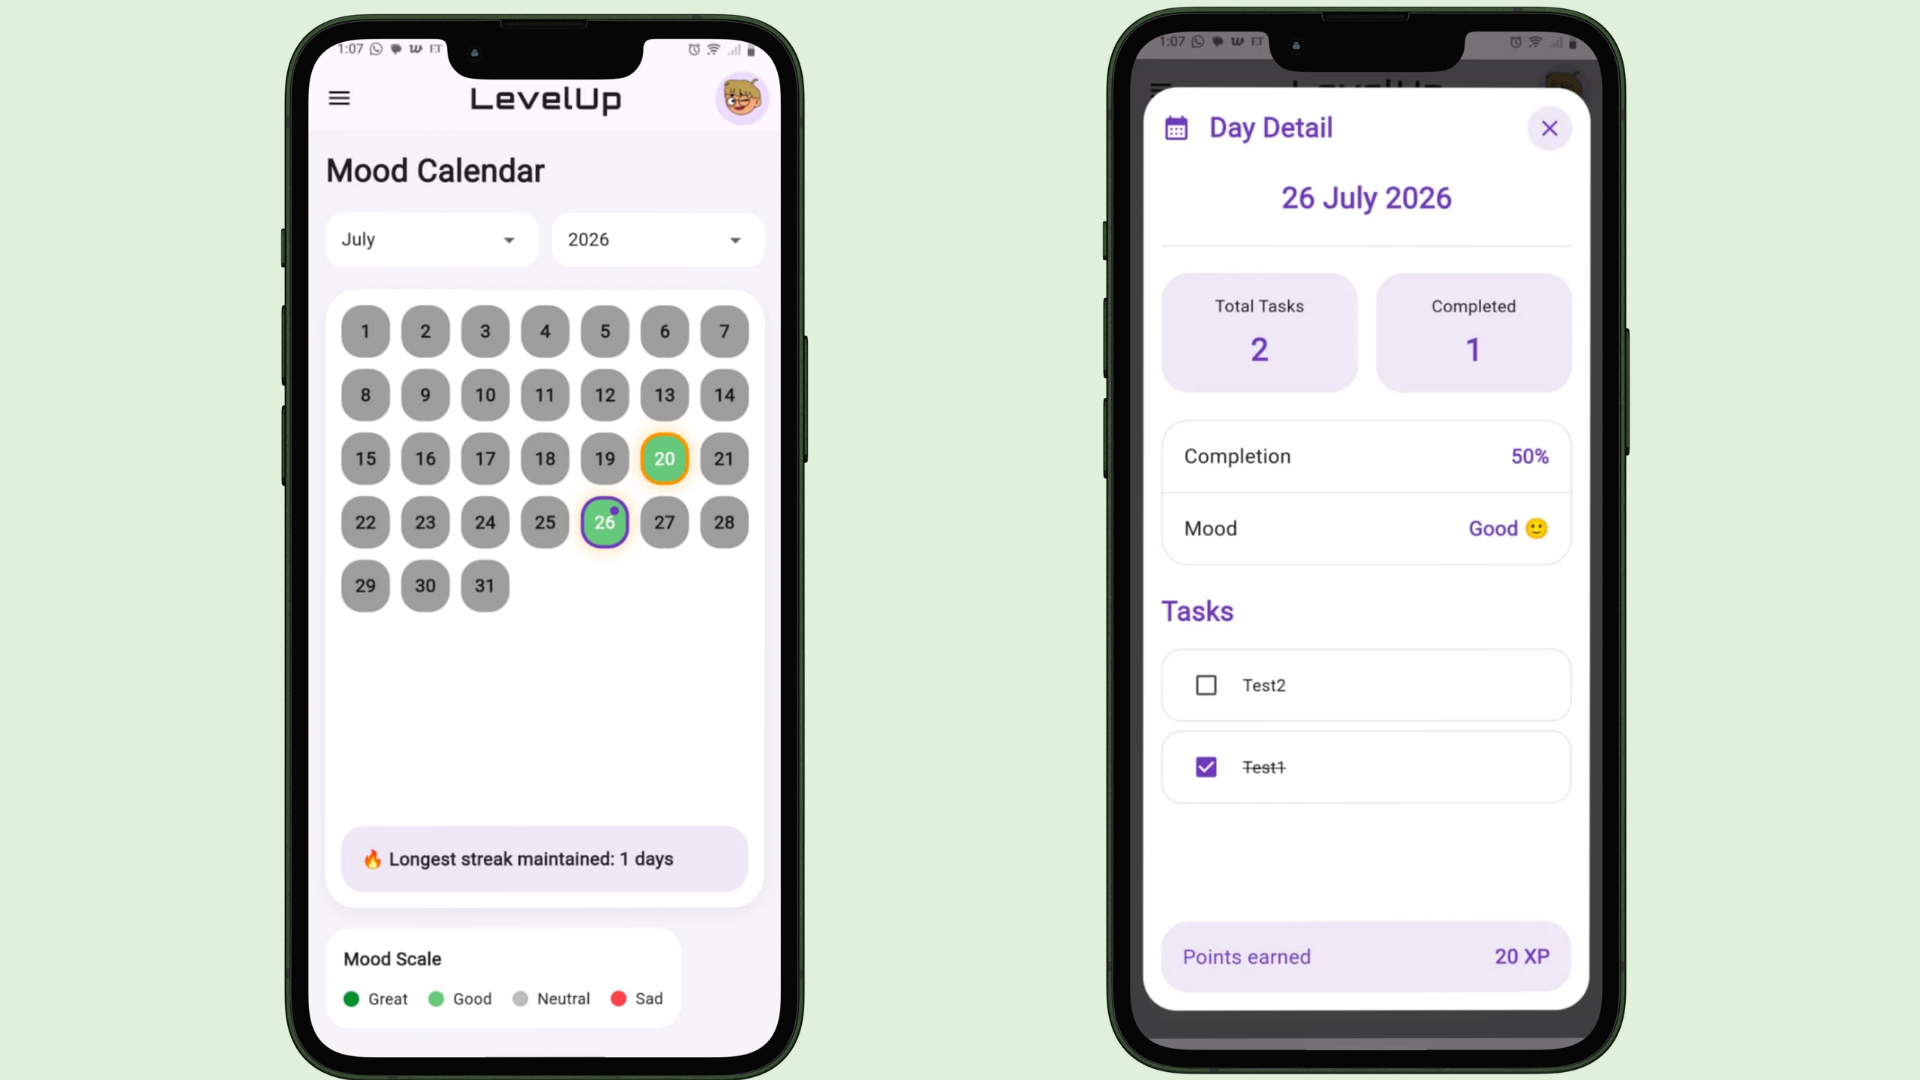 1:07
LevelUp
Mood Calendar
July 2026
1 2 3 4 5 6 7
8 9 10 11 12 13 14
15 16 17 18 19 20 21
22 23 24 25 26 27 28
29 30 31
🔥 Longest streak maintained: 1 days
Mood Scale
Great Good Neutral Sad
1:07
Day Detail
26 July 2026
Total Tasks Completed
2 1
Completion 50%
Mood Good 🙂
Tasks
Test2
Test1
Points earned 20 XP